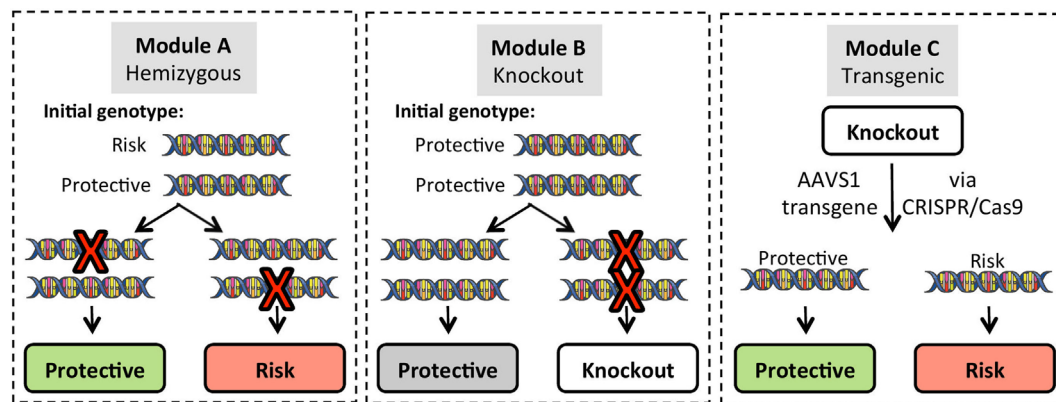 Module A
Hemizygous
Initial genotype:
Risk
Protective
Protective
Risk
Module B
Knockout
Initial genotype:
Protective
Protective
Protective
Knockout
Module C
Transgenic
Knockout
AAVS1 via
transgene CRISPR/Cas9
Protective
Risk
Protective
Risk